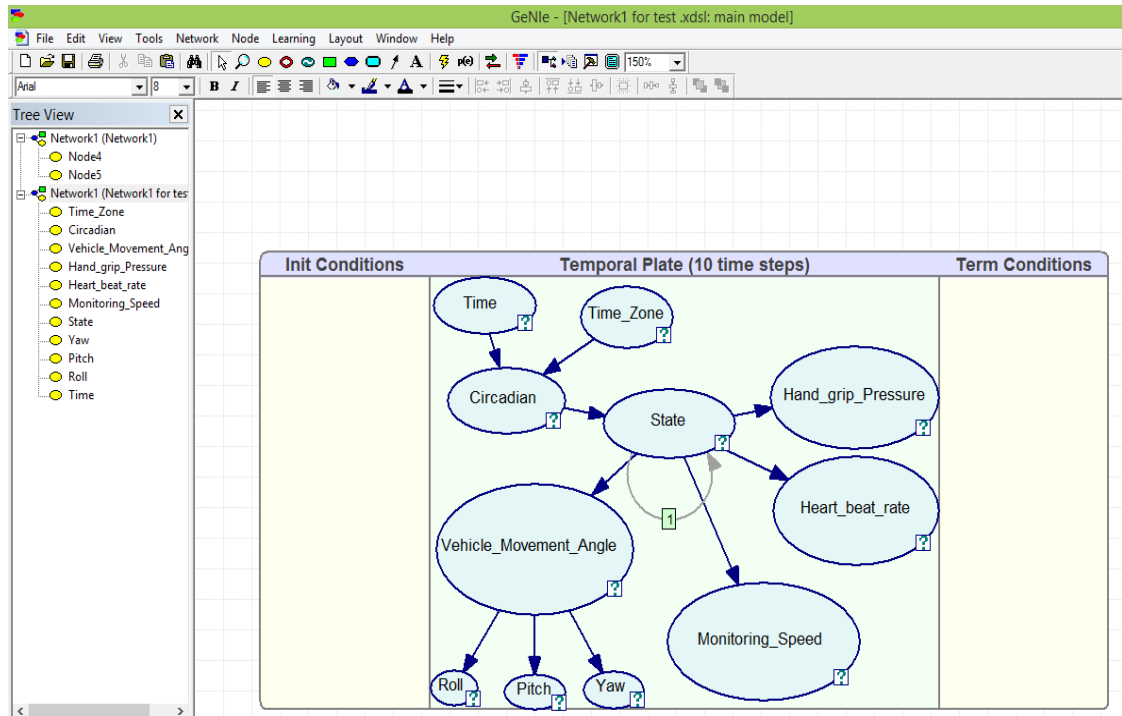 GeNIe - [Network1 for test .xdsl: main model]
File Edit View Tools Network Node Learning Layout Window Help
A p(e) 150%
Arial 8 B I A
Tree View
Network1 (Network1)
Node4
Node5
Network1 (Network1 for tes
Time_Zone
Circadian
Vehicle_Movement_Ang
Hand_grip_Pressure
Heart_beat_rate
Monitoring_Speed
State
Yaw
Pitch
Roll
Time
Init Conditions Temporal Plate (10 time steps) Term Conditions
Time ?
Time_Zone ?
Circadian ?
State ?
Hand_grip_Pressure ?
Heart_beat_rate ?
1
Vehicle_Movement_Angle ?
Monitoring_Speed ?
Roll ? Pitch ? Yaw ?